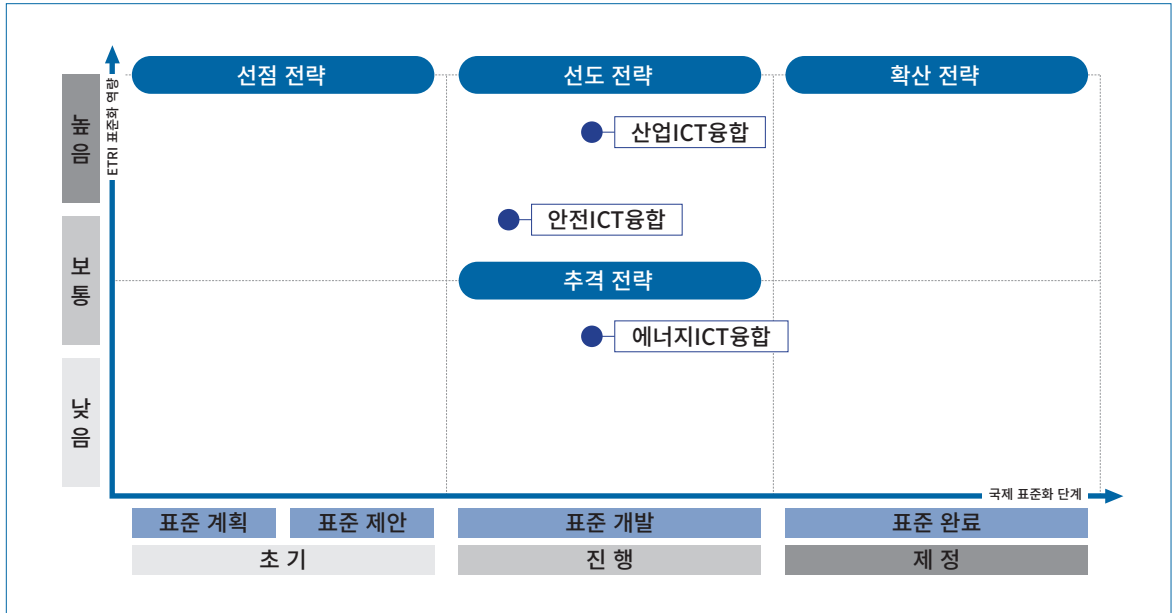 선점 전략
선도 전략
확산 전략
ETRI 표준화 역량
높음
산업ICT융합
안전ICT융합
보통
추격 전략
에너지ICT융합
낮음
국제 표준화 단계
표준 계획
표준 제안
표준 개발
표준 완료
초 기
진 행
제 정